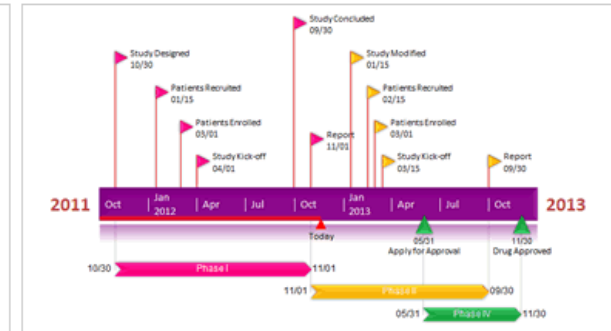 Study Concluded
09/30
Study Designed
10/30
Study Modified
01/15
Patients Recruited
01/15
Patients Recruited
02/15
Patients Enrolled
03/01
Patients Enrolled
03/01
Report
11/01
Study Kick-off
04/01
Study Kick-off
03/15
Report
09/30
2011
Oct
Jan
2012
Apr
Jul
Oct
Jan
2013
Apr
Jul
Oct
2013
Today
05/31
Apply for Approval
11/30
Drug Approved
10/30
Phase I
11/01
11/01
Phase II
09/30
05/31
Phase IV
11/30